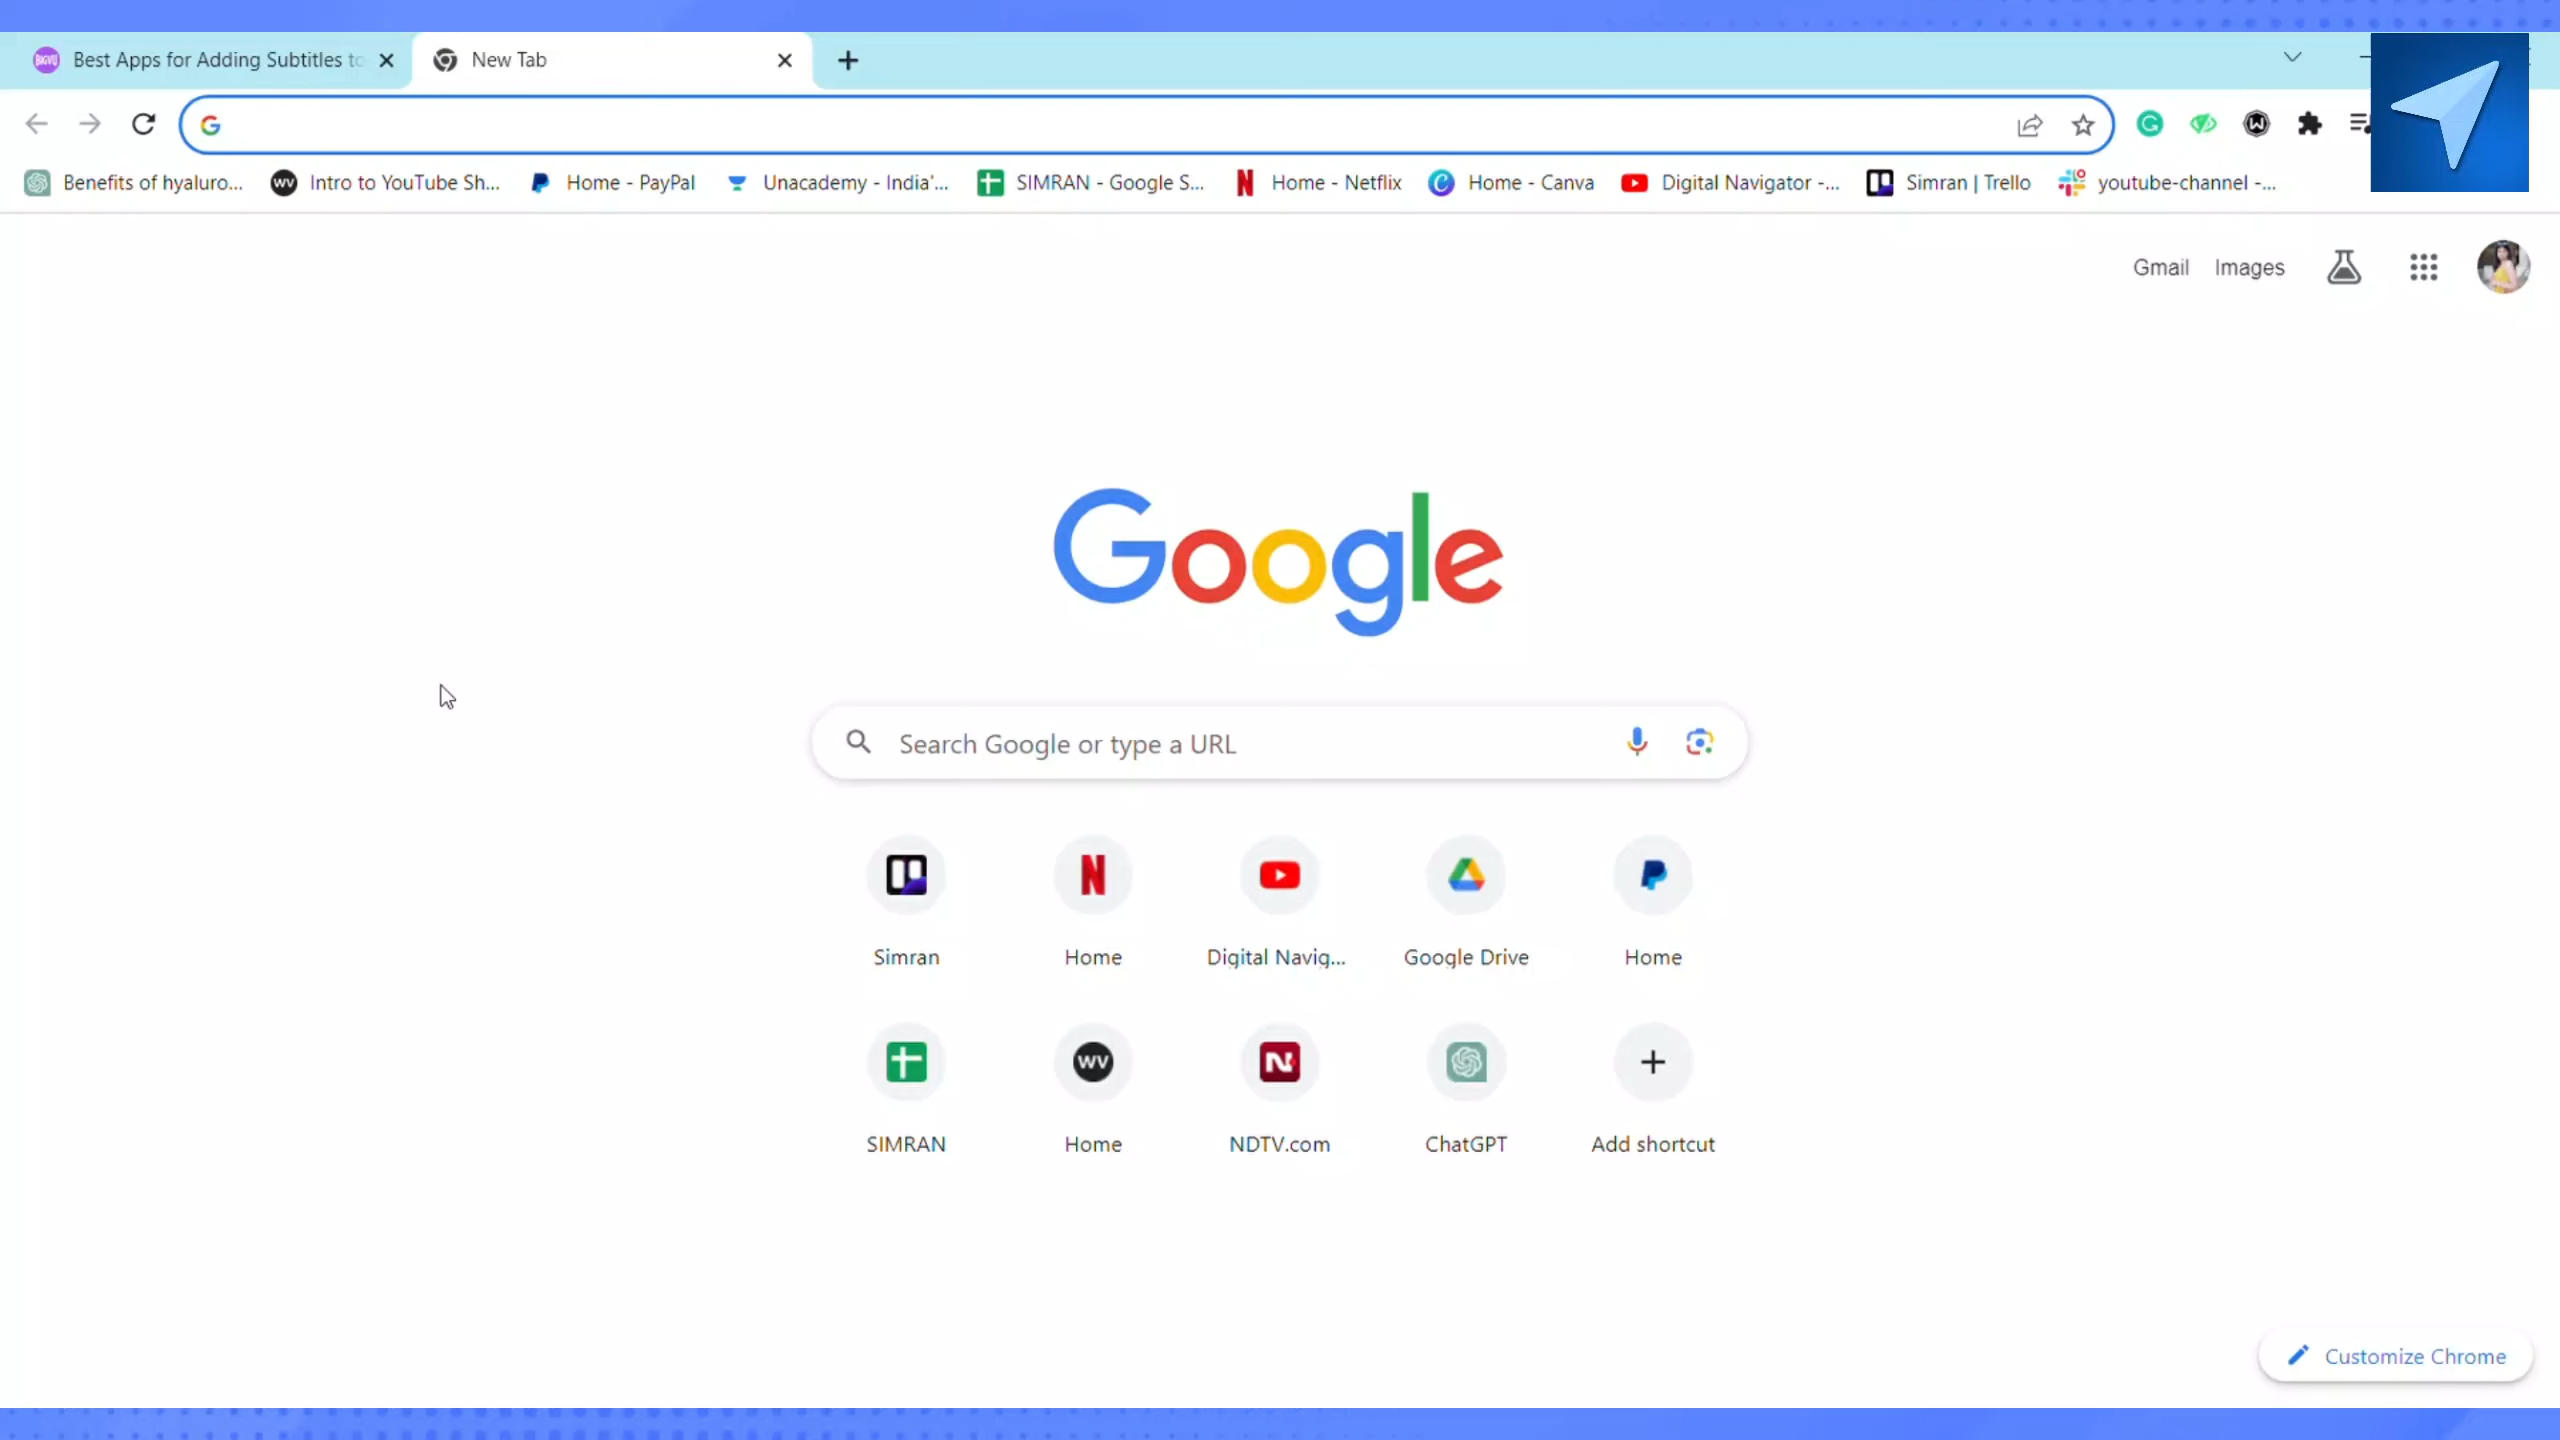 Best Apps for Adding Subtitles to
New Tab
Benefits of hyaluro...
Intro to YouTube Sh...
Home - PayPal
Unacademy - India'...
SIMRAN - Google S...
Home - Netflix
Home - Canva
Digital Navigator -...
Simran | Trello
youtube-channel -...
Gmail
Images
Google
Search Google or type a URL
Simran
Home
Digital Navig...
Google Drive
Home
SIMRAN
Home
NDTV.com
ChatGPT
Add shortcut
Customize Chrome